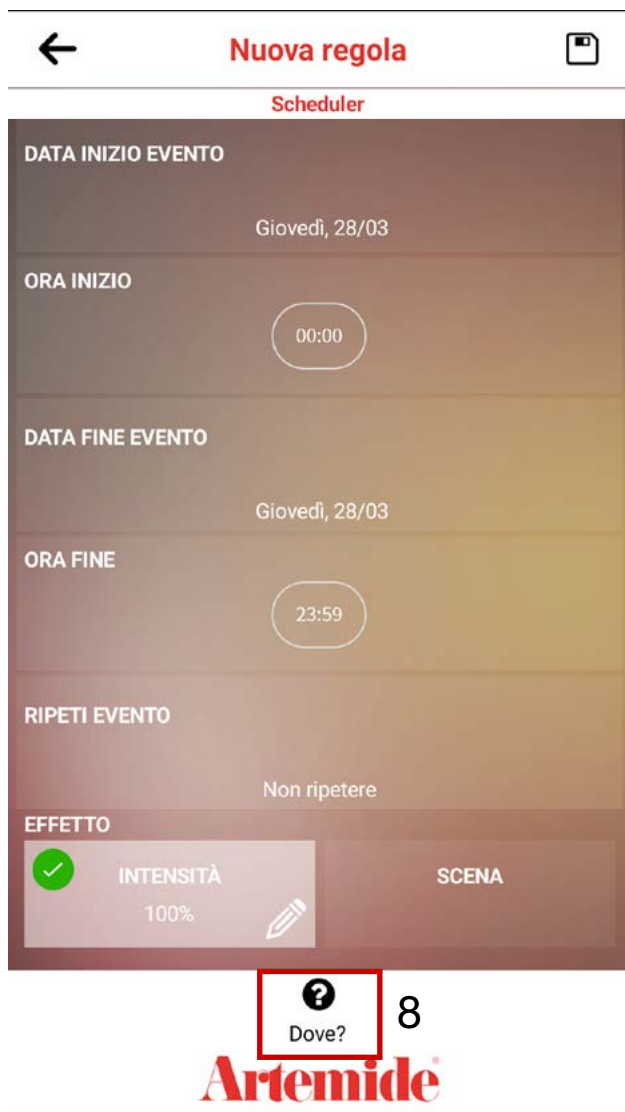 Nuova regola
Scheduler
DATA INIZIO EVENTO
Giovedì, 28/03
ORA INIZIO
00:00
DATA FINE EVENTO
Giovedì, 28/03
ORA FINE
23:59
RIPETI EVENTO
Non ripetere
EFFETTO
INTENSITÀ
100%
SCENA
?
Dove?
8
Artemide®